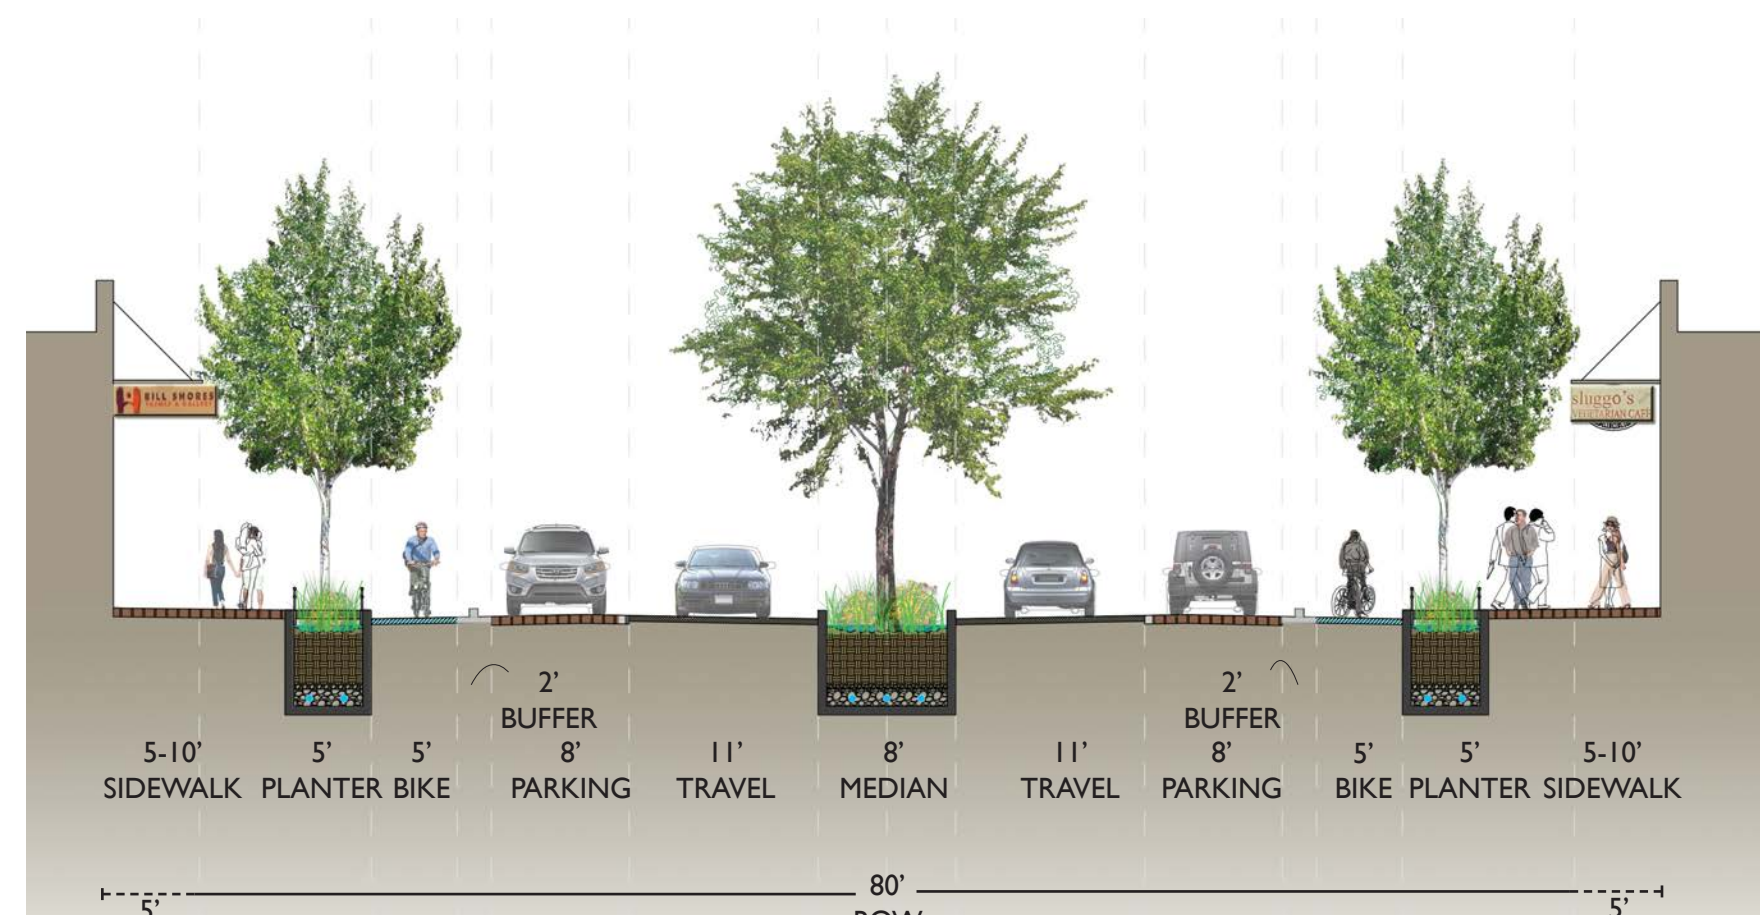 BILL SHORES
sluggo's
VEGETARIAN CAFE
2'
BUFFER
2'
BUFFER
5-10' 5' 5' 8' 11' 8' 11' 8' 5' 5' 5-10'
SIDEWALK PLANTER BIKE PARKING TRAVEL MEDIAN TRAVEL PARKING BIKE PLANTER SIDEWALK
80'
5' ROW 5'